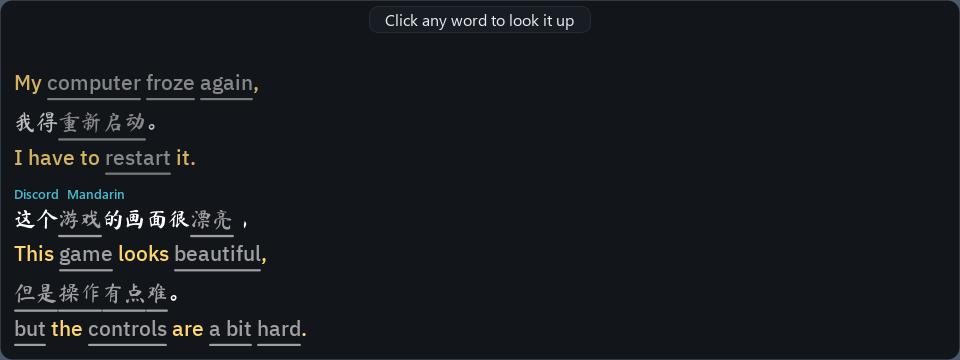 Click any word to look it up
My computer froze again,
我得重新启动。
I have to restart it.
Discord Mandarin
这个游戏的画面很漂亮，
This game looks beautiful,
但是操作有点难。
but the controls are a bit hard.